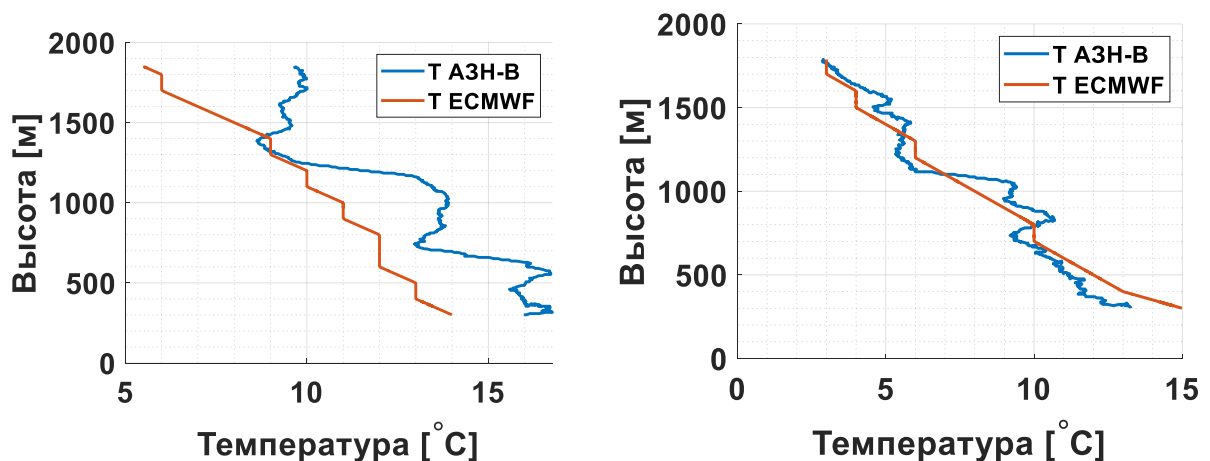 2000
1500
1000
500
0
5
10
15
Высота [м]
Температура [°C]
T АЗН-В
T ECMWF
2000
1500
1000
500
0
0
5
10
15
Высота [м]
Температура [°C]
T АЗН-В
T ECMWF